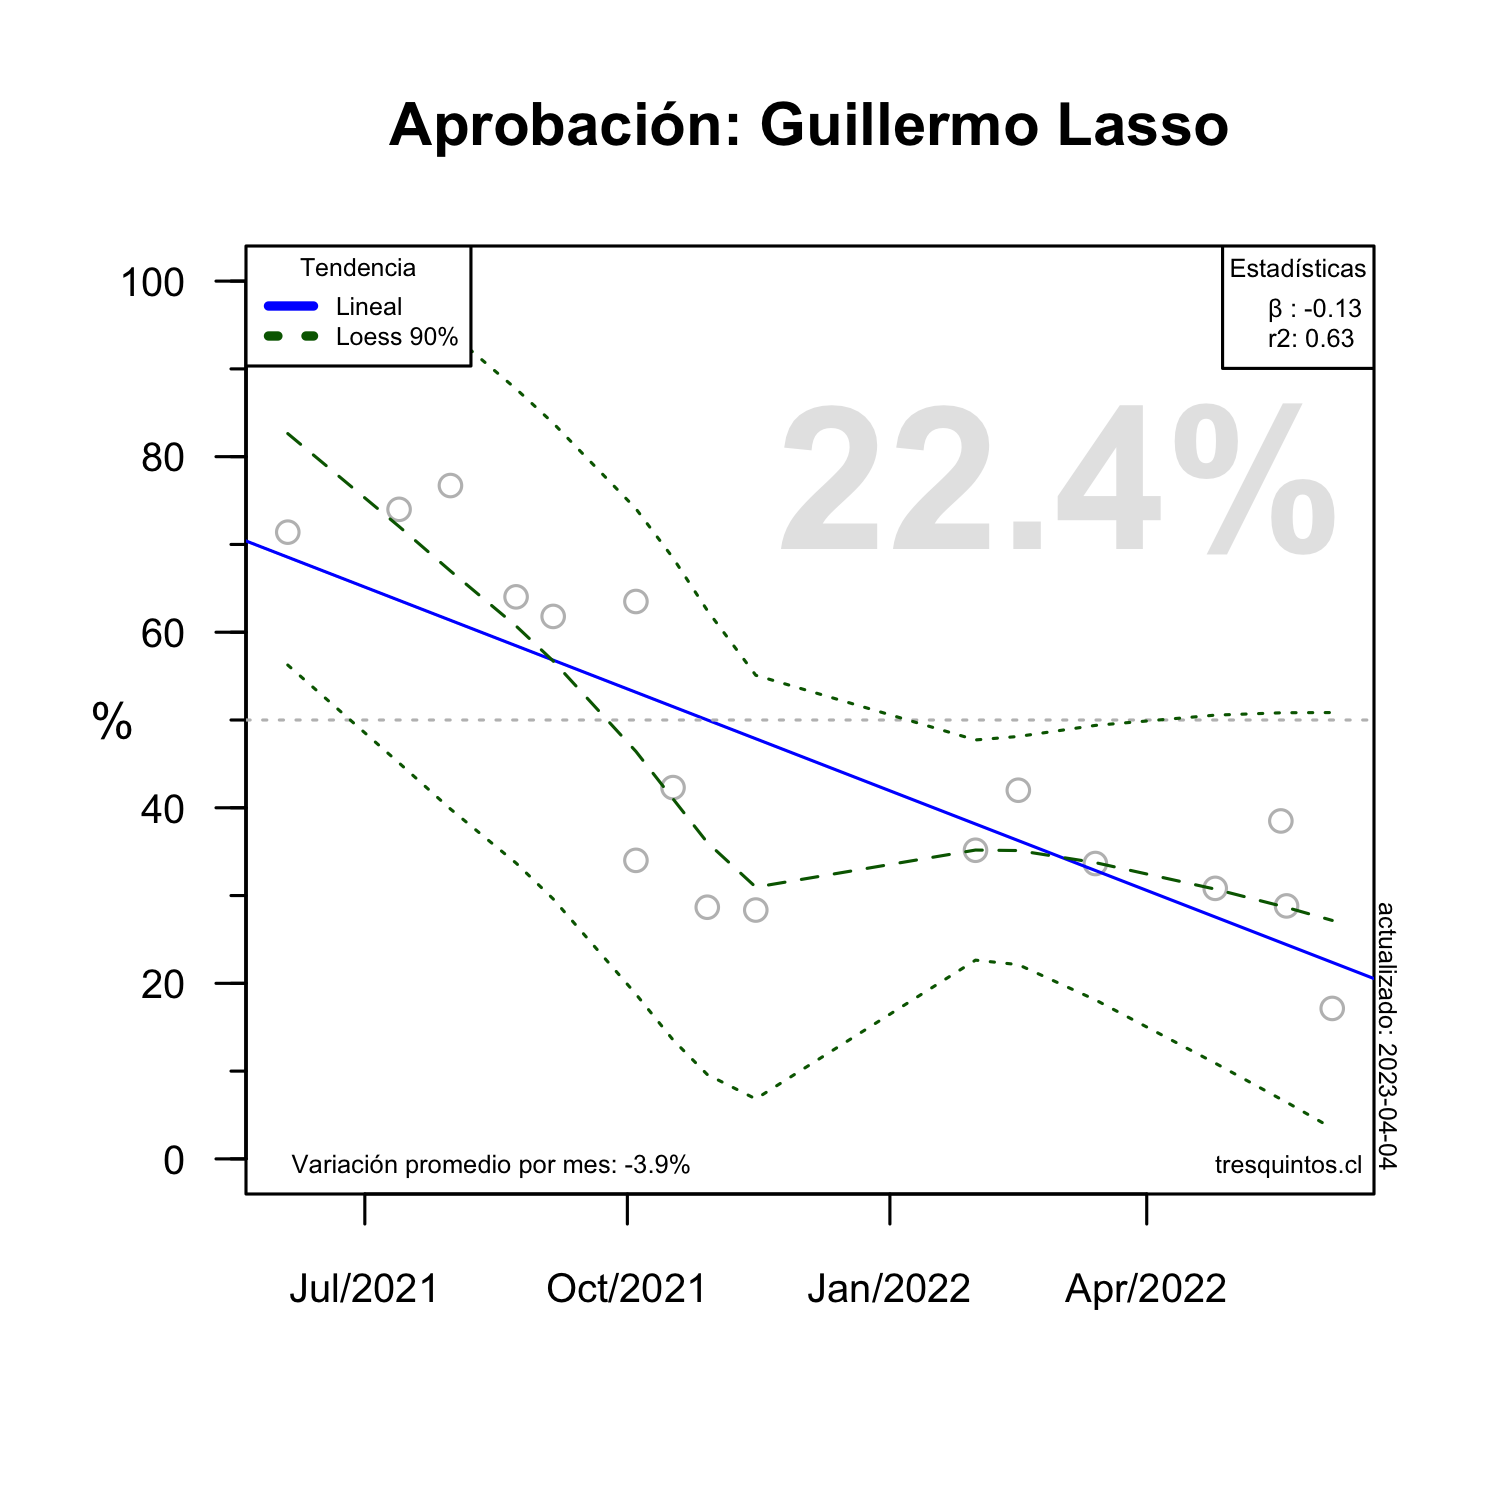 Aprobación: Guillermo Lasso
Tendencia
Lineal
Loess 90%
Estadísticas
β : -0.13
r2: 0.63
22.4%
100
80
60
40
20
0
%
Variación promedio por mes: -3.9%
tresquintos.cl
actualizado: 2023-04-04
Jul/2021
Oct/2021
Jan/2022
Apr/2022